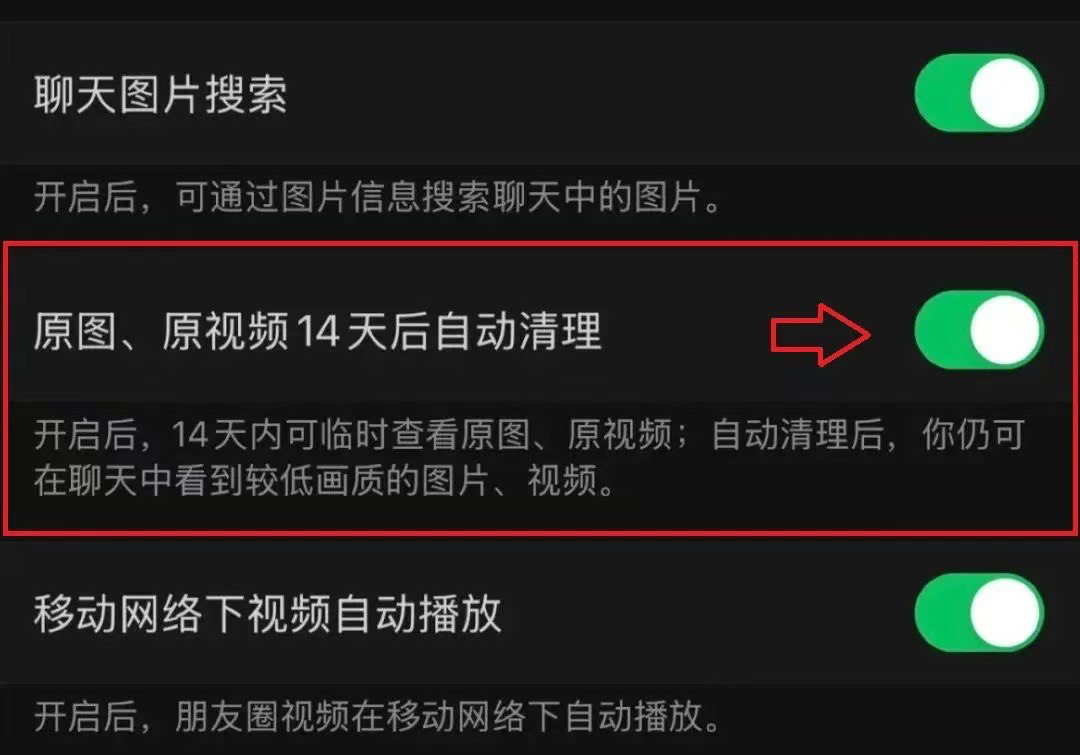 聊天图片搜索
开启后，可通过图片信息搜索聊天中的图片。
原图、原视频14天后自动清理
开启后，14天内可临时查看原图、原视频；自动清理后，你仍可
在聊天中看到较低画质的图片、视频。
移动网络下视频自动播放
开启后，朋友圈视频在移动网络下自动播放。